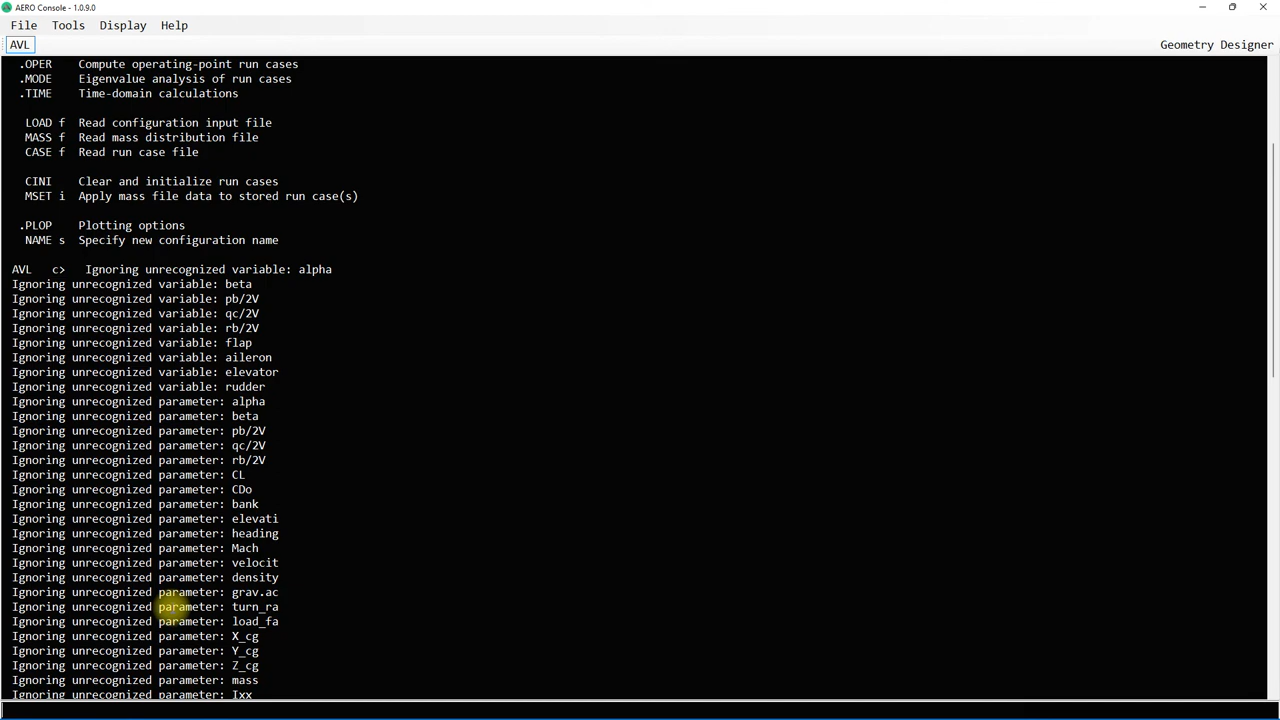 AERO Console - 1.0.9.0
File Tools Display Help
AVL Geometry Designer
.OPER Compute operating-point run cases
.MODE Eigenvalue analysis of run cases
.TIME Time-domain calculations
LOAD f Read configuration input file
MASS f Read mass distribution file
CASE f Read run case file
CINI Clear and initialize run cases
MSET i Apply mass file data to stored run case(s)
.PLOP Plotting options
NAME s Specify new configuration name
AVL c> Ignoring unrecognized variable: alpha
Ignoring unrecognized variable: beta
Ignoring unrecognized variable: pb/2V
Ignoring unrecognized variable: qc/2V
Ignoring unrecognized variable: rb/2V
Ignoring unrecognized variable: flap
Ignoring unrecognized variable: aileron
Ignoring unrecognized variable: elevator
Ignoring unrecognized variable: rudder
Ignoring unrecognized parameter: alpha
Ignoring unrecognized parameter: beta
Ignoring unrecognized parameter: pb/2V
Ignoring unrecognized parameter: qc/2V
Ignoring unrecognized parameter: rb/2V
Ignoring unrecognized parameter: CL
Ignoring unrecognized parameter: CDo
Ignoring unrecognized parameter: bank
Ignoring unrecognized parameter: elevati
Ignoring unrecognized parameter: heading
Ignoring unrecognized parameter: Mach
Ignoring unrecognized parameter: velocit
Ignoring unrecognized parameter: density
Ignoring unrecognized parameter: grav.ac
Ignoring unrecognized parameter: turn_ra
Ignoring unrecognized parameter: load_fa
Ignoring unrecognized parameter: X_cg
Ignoring unrecognized parameter: Y_cg
Ignoring unrecognized parameter: Z_cg
Ignoring unrecognized parameter: mass
Ignoring unrecognized parameter: Ixx